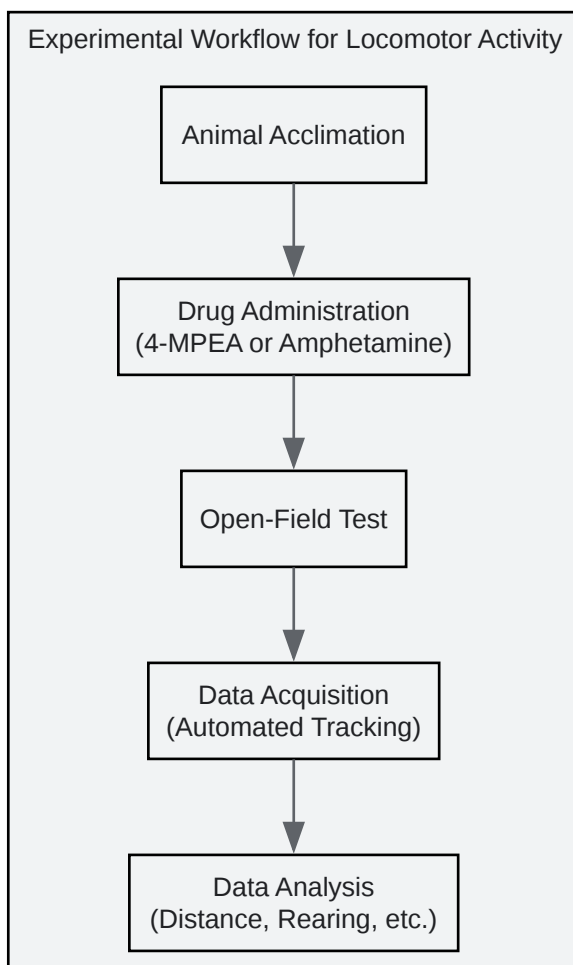 Experimental Workflow for Locomotor Activity
Animal Acclimation
Drug Administration
(4-MPEA or Amphetamine)
Open-Field Test
Data Acquisition
(Automated Tracking)
Data Analysis
(Distance, Rearing, etc.)